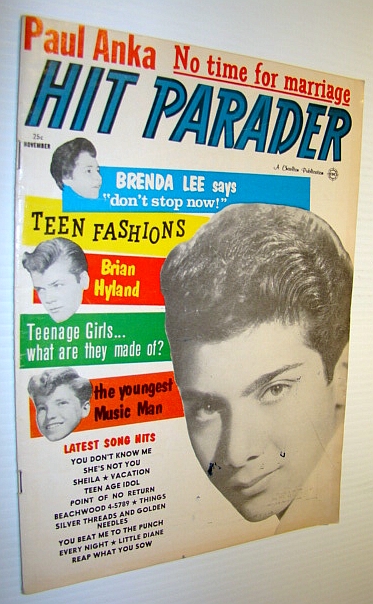 Paul Anka No time for marriage
HIT PARADER
25c
NOVEMBER
A Charlton Publication
BRENDA LEE says
"don't stop now!"
TEEN FASHIONS
Brian
Hyland
Teenage Girls...
what are they made of?
the youngest
Music Man
LATEST SONG HITS
YOU DON'T KNOW ME
SHE'S NOT YOU
SHEILA ★ VACATION
TEEN AGE IDOL
POINT OF NO RETURN
BEACHWOOD 4-5789 ★ THINGS
SILVER THREADS AND GOLDEN
NEEDLES
YOU BEAT ME TO THE PUNCH
EVERY NIGHT ★ LITTLE DIANE
REAP WHAT YOU SOW